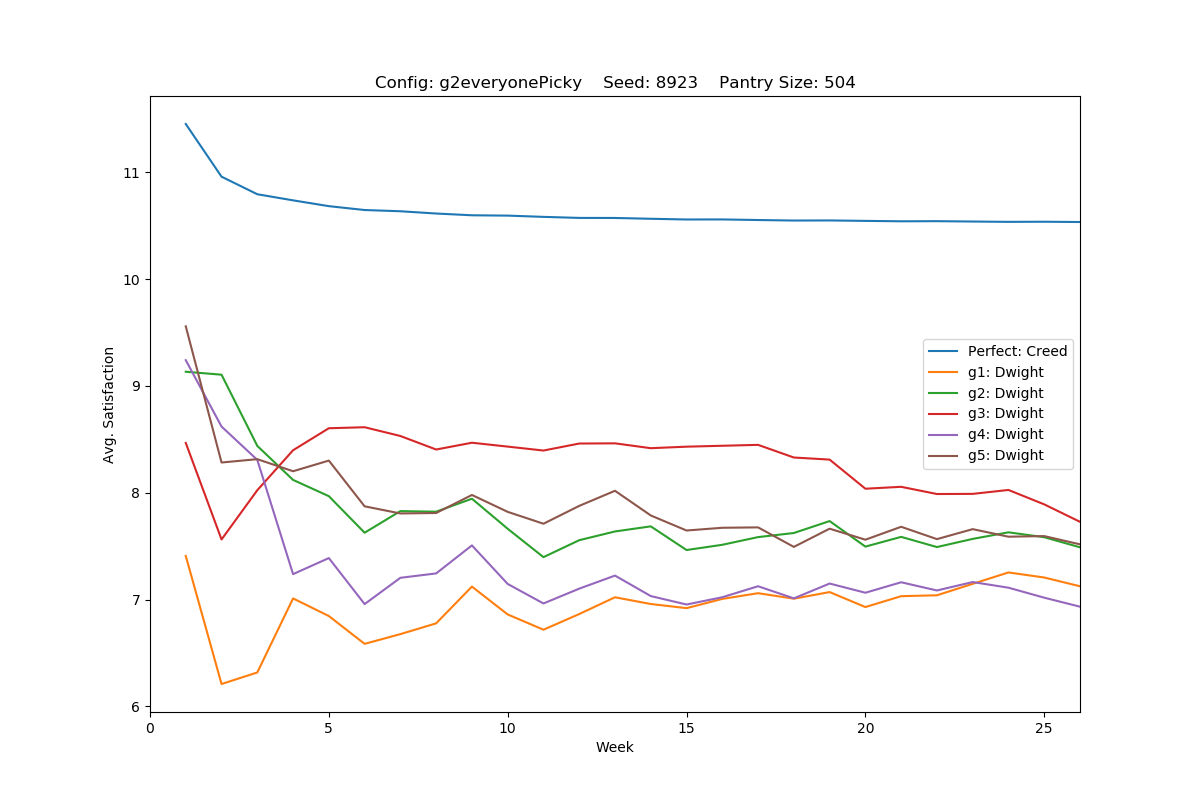 Config: g2everyonePicky    Seed: 8923    Pantry Size: 504
Avg. Satisfaction
11
10
9
8
7
6
Perfect: Creed
g1: Dwight
g2: Dwight
g3: Dwight
g4: Dwight
g5: Dwight
0 5 10 15 20 25
Week